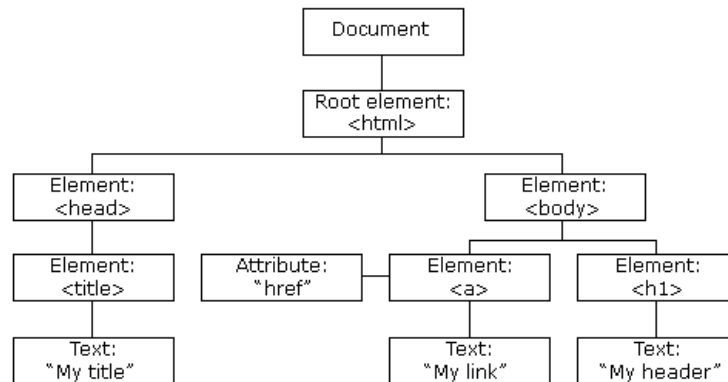 Document
Root element:
<html>
Element:
<head>
Element:
<body>
Element:
<title>
Attribute:
“href”
Element:
<a>
Element:
<h1>
Text:
“My title”
Text:
“My link”
Text:
“My header”